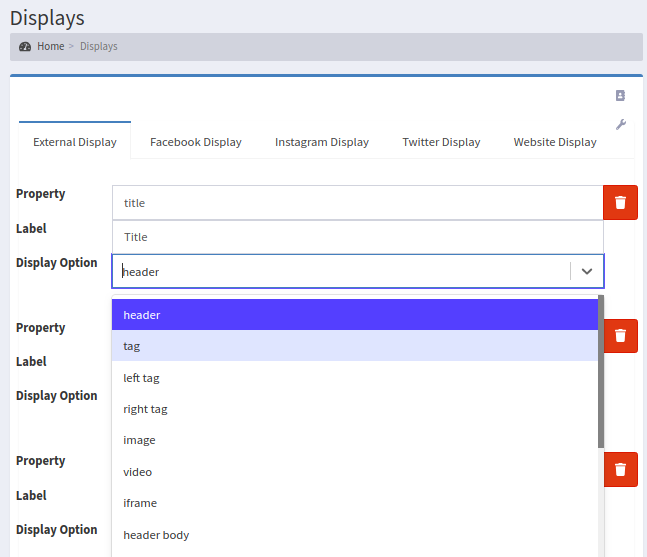 Displays
Home > Displays
External Display Facebook Display Instagram Display Twitter Display Website Display
Property title
Label Title
Display Option header
header
tag
left tag
right tag
image
video
iframe
header body
Property
Label
Display Option
Property
Label
Display Option